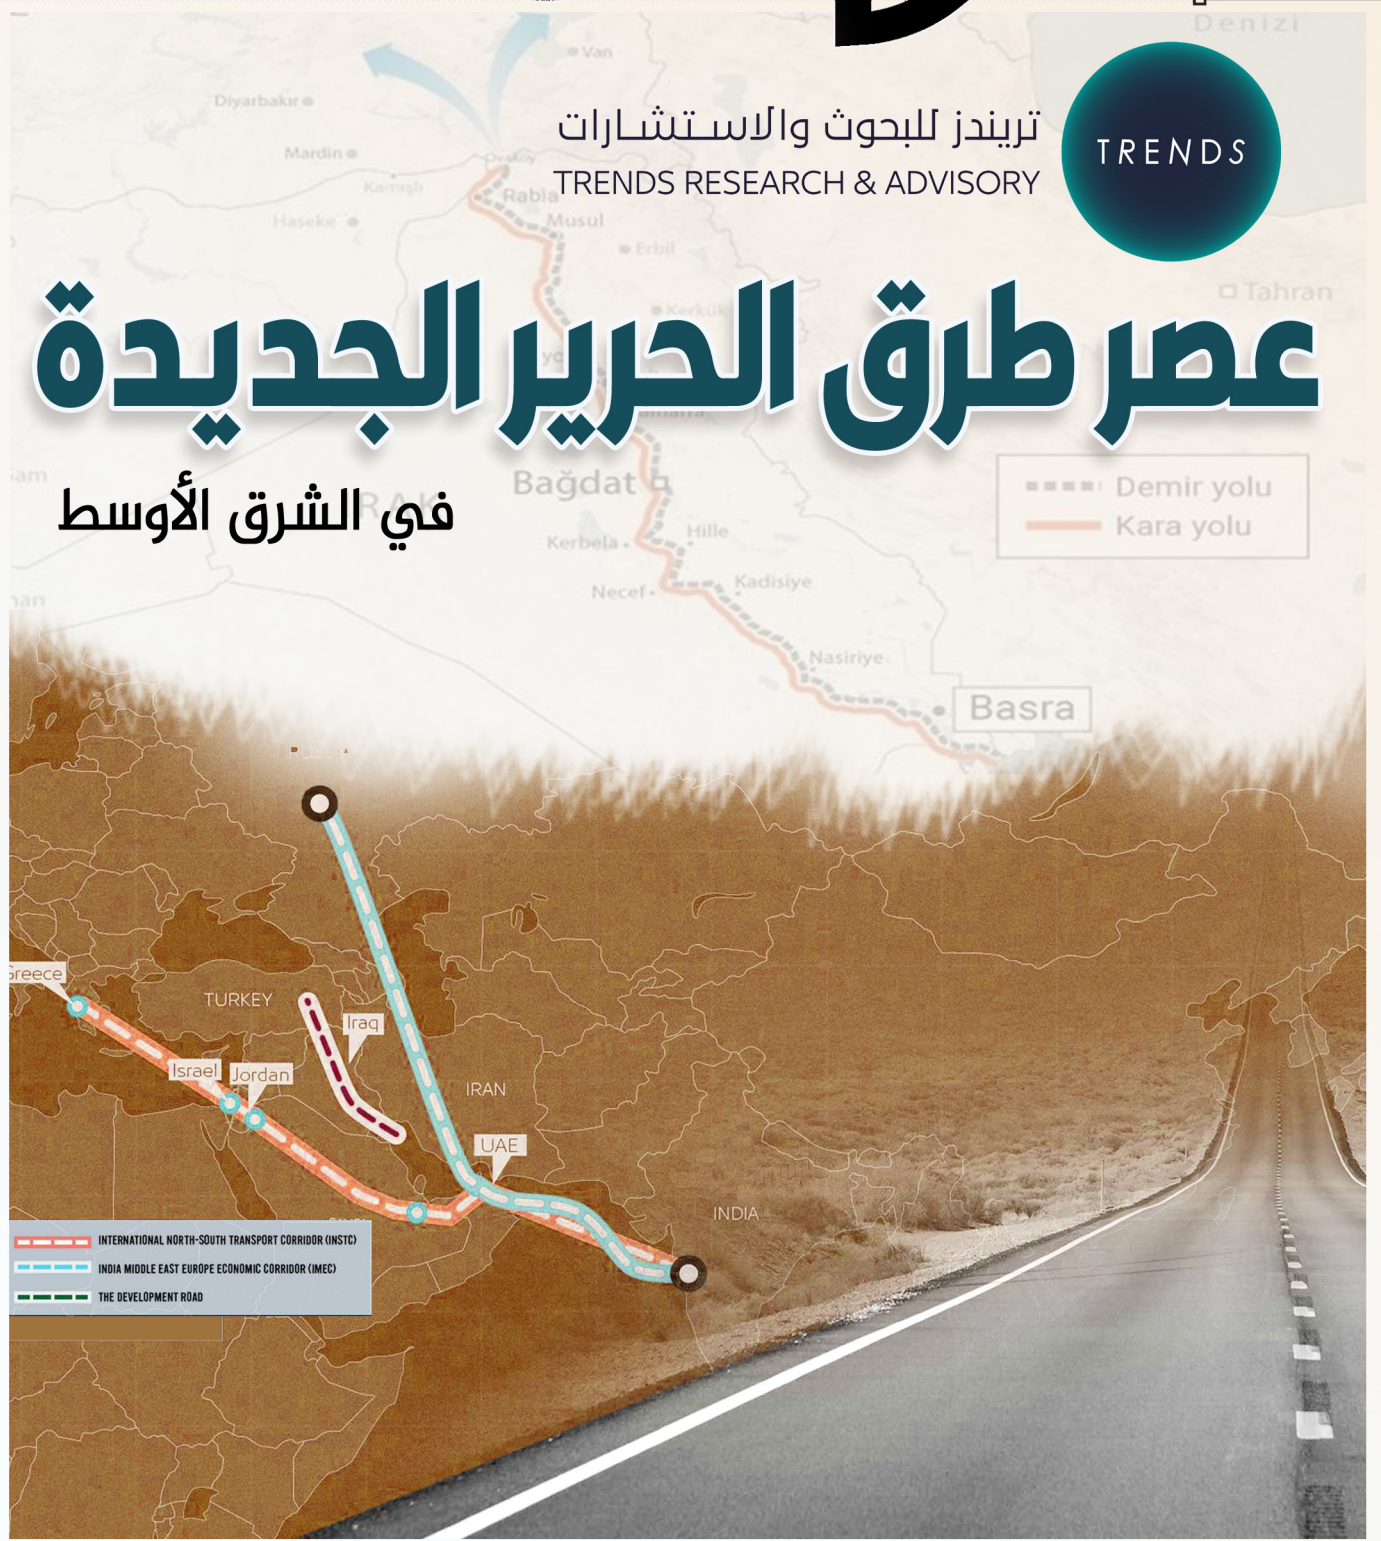 Denizi
Van
Diyarbakır
تريندز للبحوث والاستشارات
TRENDS
Mardin
Ovaköy
Kamışlı
Rabia
TRENDS RESEARCH & ADVISORY
Haseke
Musul
Erbil
Tahran
Kerkük
عصر طرق الحرير الجديدة
Bağdat
Demir yolu
في الشرق الأوسط
Kara yolu
Hille
Kerbela
Kadisiye
Necef
Nasiriye
Basra
Greece
TURKEY
Iraq
Israel
Jordan
IRAN
UAE
INDIA
INTERNATIONAL NORTH-SOUTH TRANSPORT CORRIDOR (INSTC)
INDIA MIDDLE EAST EUROPE ECONOMIC CORRIDOR (IMEC)
THE DEVELOPMENT ROAD